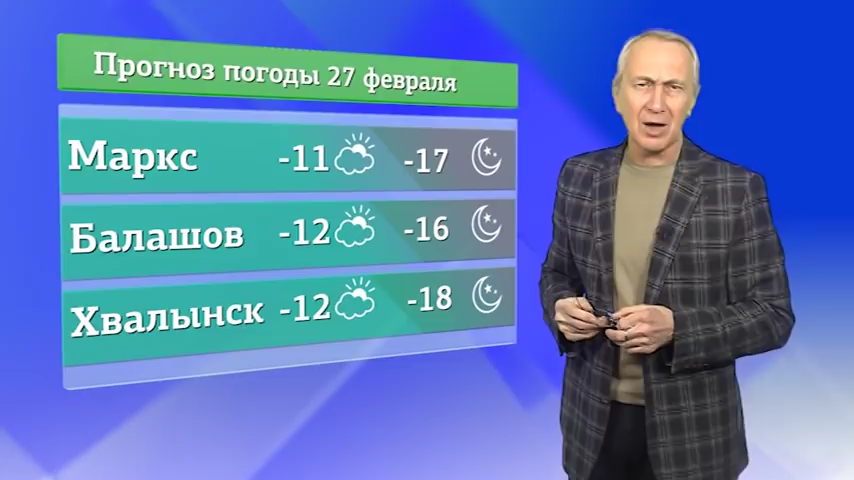 Прогноз погоды 27 февраля
Маркс -11 -17
Балашов -12 -16
Хвалынск -12 -18